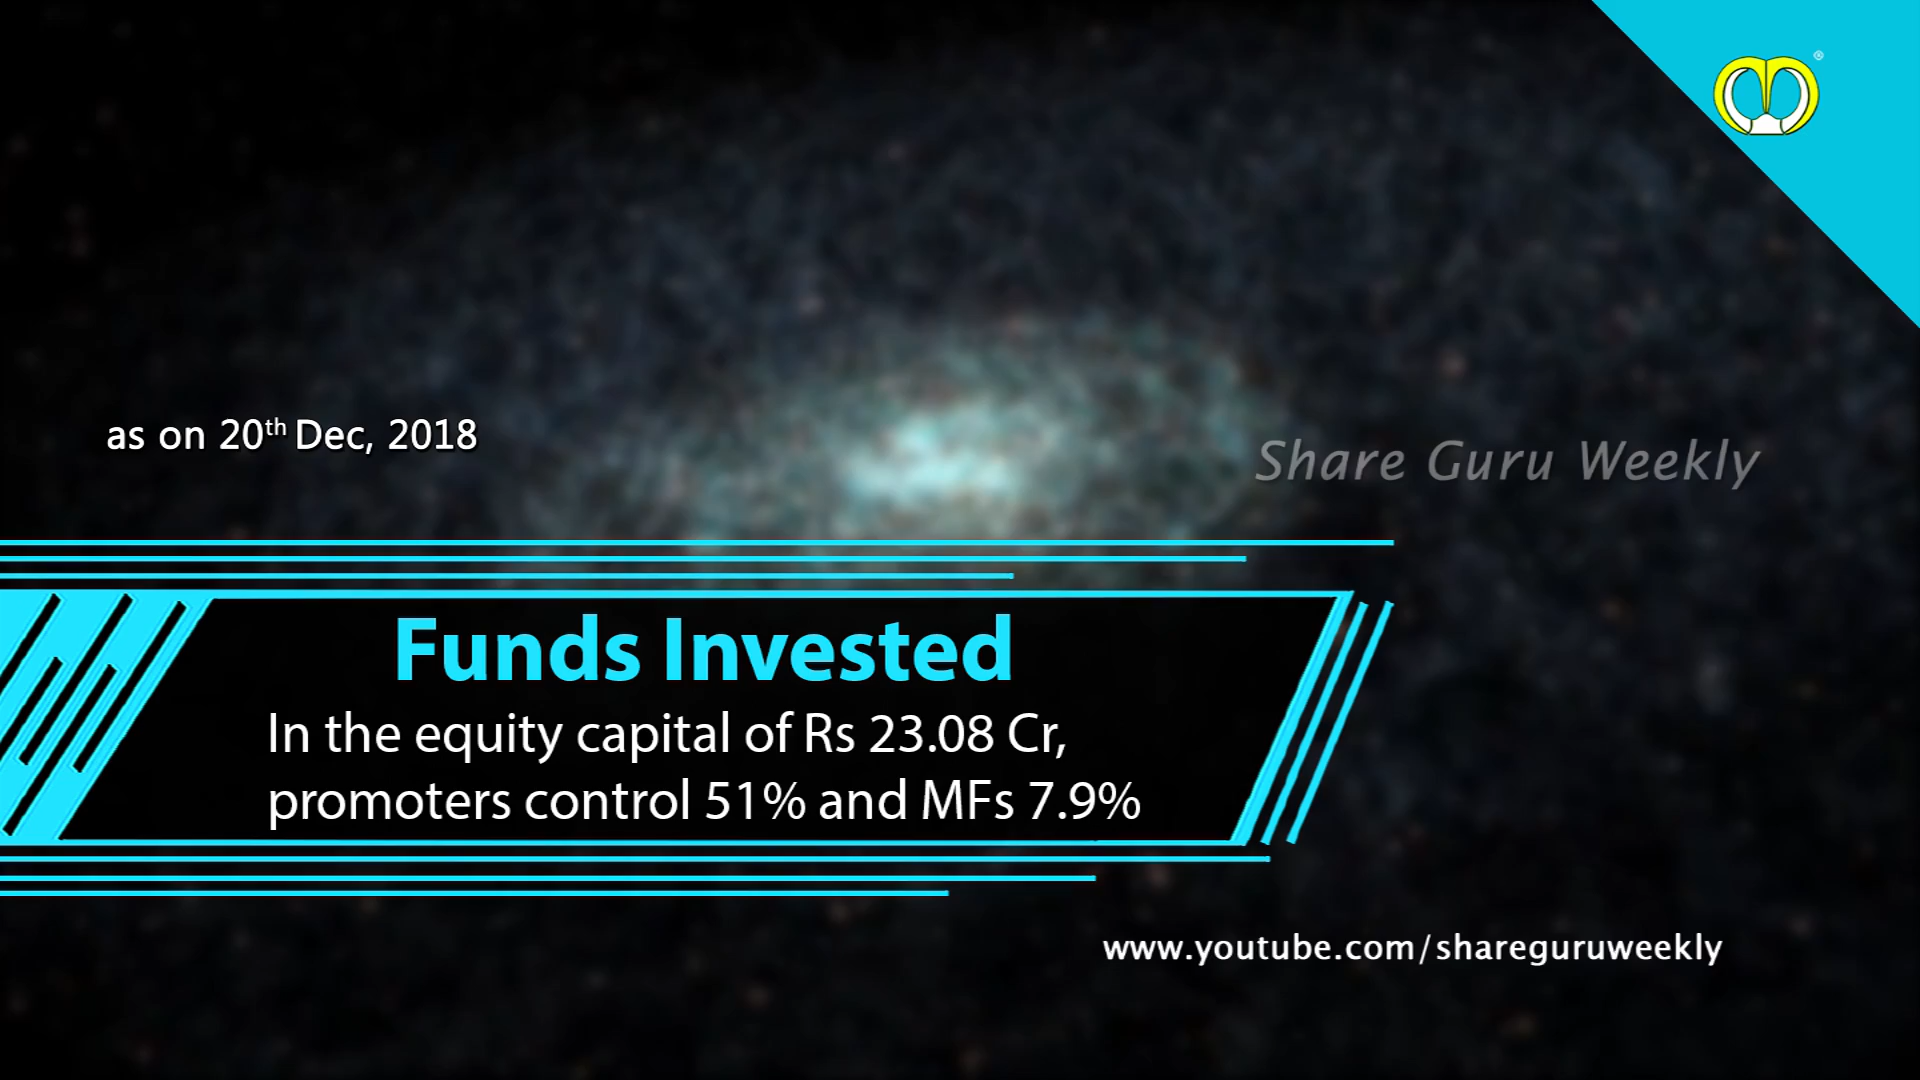 ®
as on 20th Dec, 2018
Share Guru Weekly
Funds Invested
In the equity capital of Rs 23.08 Cr,
promoters control 51% and MFs 7.9%
www.youtube.com/shareguruweekly